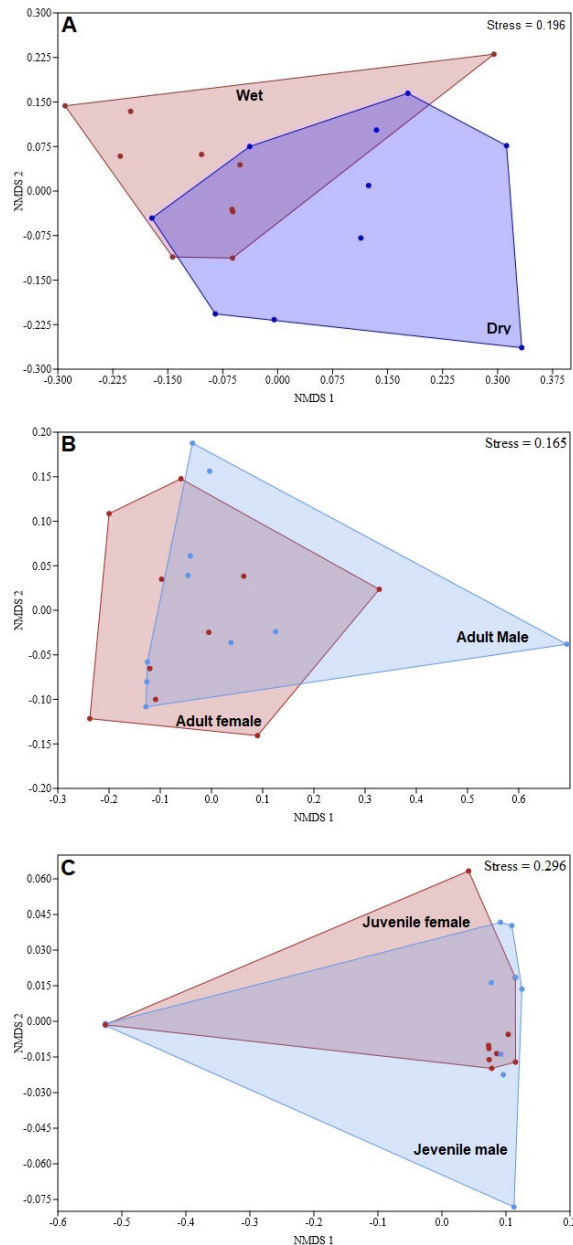 0.300
A
Stress = 0.196
0.225
Wet
0.150
0.075
0.000
NMDS 2
-0.075
-0.150
-0.225
Dry
-0.300
-0.300 -0.225 -0.150 -0.075 0.000 0.075 0.150 0.225 0.300 0.375
NMDS 1
0.20
B
Stress = 0.165
0.15
0.10
0.05
0.00
NMDS 2
Adult Male
-0.05
-0.10
Adult female
-0.15
-0.20
-0.3 -0.2 -0.1 0.0 0.1 0.2 0.3 0.4 0.5 0.6
NMDS 1
C
Stress = 0.296
0.060
0.045
Juvenile female
0.030
0.015
0.000
NMDS 2
-0.015
-0.030
-0.045
Jevenile male
-0.060
-0.075
-0.6 -0.5 -0.4 -0.3 -0.2 -0.1 0.0 0.1
NMDS 1